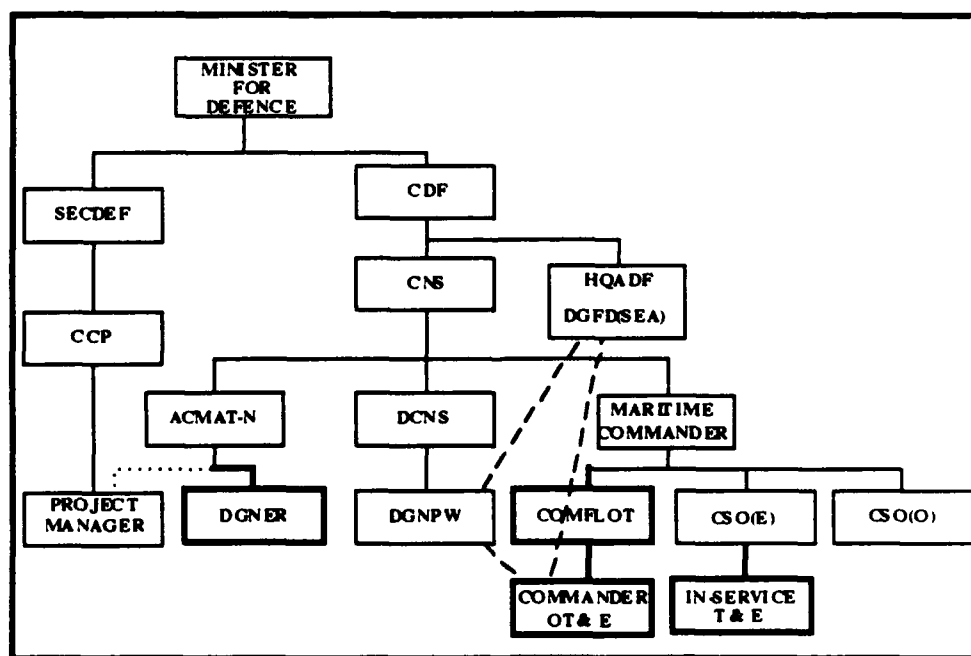 MINISTER
FOR
DEFENCE
SECDEF
CDF
CNS
HQADF
DGFD(SEA)
CCP
ACMAT-N
DCNS
MARITIME
COMMANDER
PROJECT
MANAGER
DGNER
DGNPW
COMFLOT
CSO(E)
CSO(O)
COMMANDER
OT& E
IN-SERVICE
T & E